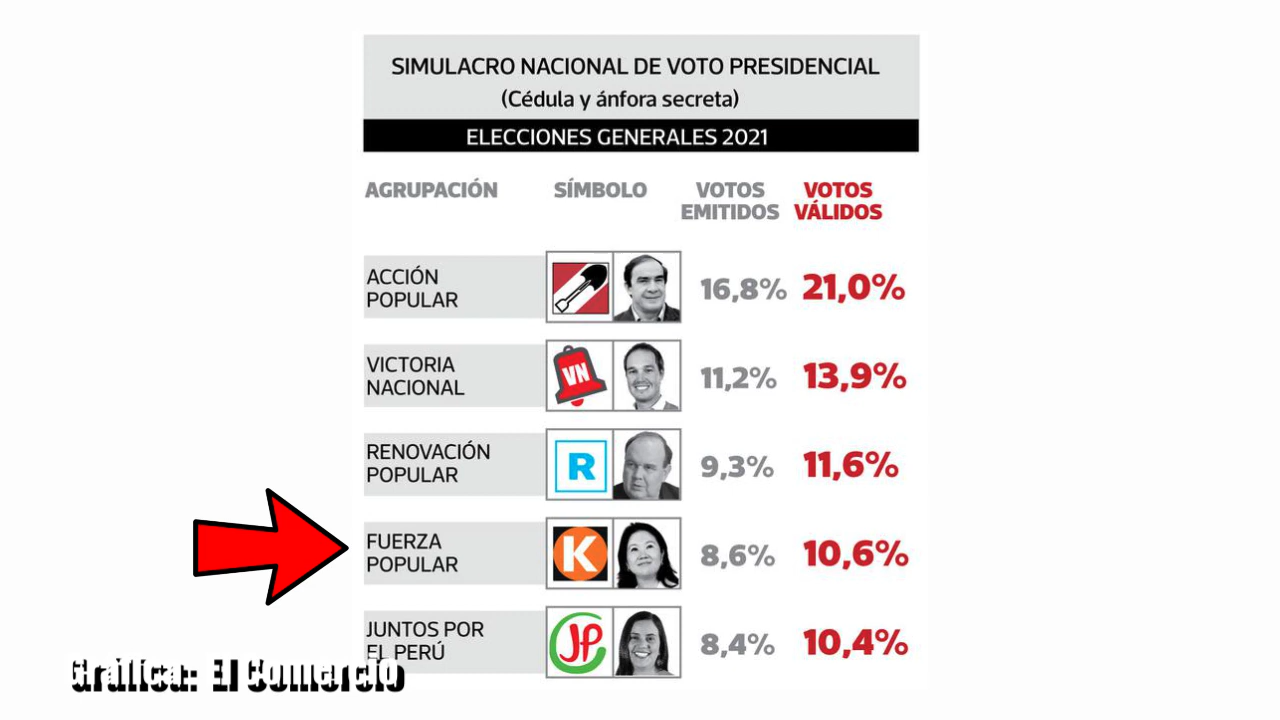 SIMULACRO NACIONAL DE VOTO PRESIDENCIAL
(Cédula y ánfora secreta)
ELECCIONES GENERALES 2021
AGRUPACIÓN SÍMBOLO VOTOS EMITIDOS VOTOS VÁLIDOS
ACCIÓN POPULAR 16,8% 21,0%
VICTORIA NACIONAL VN 11,2% 13,9%
RENOVACIÓN POPULAR R 9,3% 11,6%
FUERZA POPULAR K 8,6% 10,6%
JUNTOS POR EL PERÚ JP 8,4% 10,4%
Gráfica: El Comercio